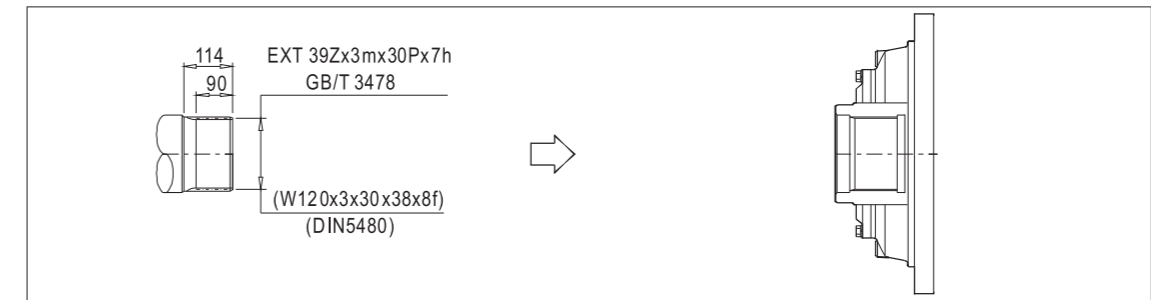 114
EXT 39Zx3mx30Px7h
90
GB/T 3478
(W120x3x30x38x8f)
(DIN5480)